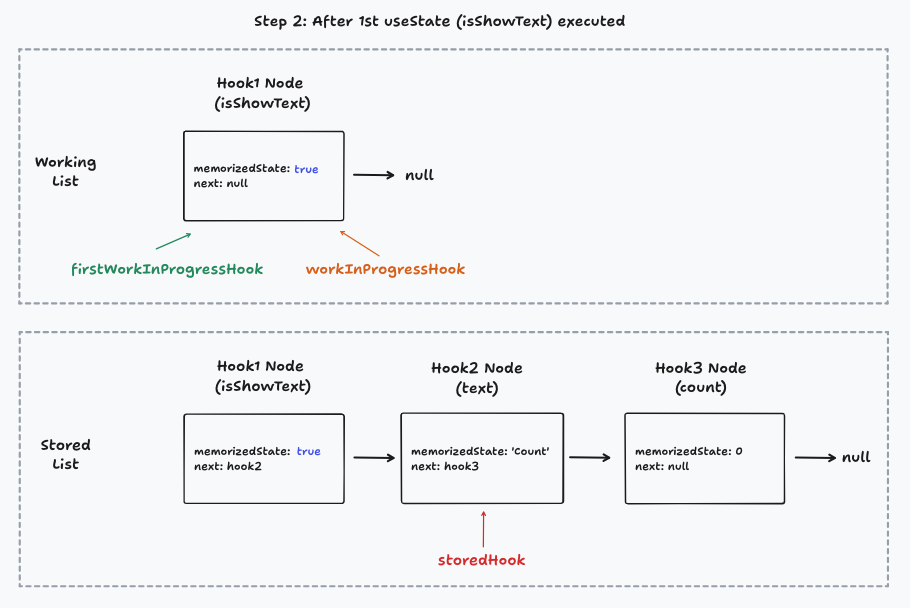 Step 2: After 1st useState (isShowText) executed
Hook1 Node
(isShowText)
Working
List
memorizedState: true
next: null
null
firstWorkInProgressHook
workInProgressHook
Hook1 Node
(isShowText)
Hook2 Node
(text)
Hook3 Node
(count)
Stored
List
memorizedState: true
next: hook2
memorizedState: 'Count'
next: hook3
memorizedState: 0
next: null
null
storedHook